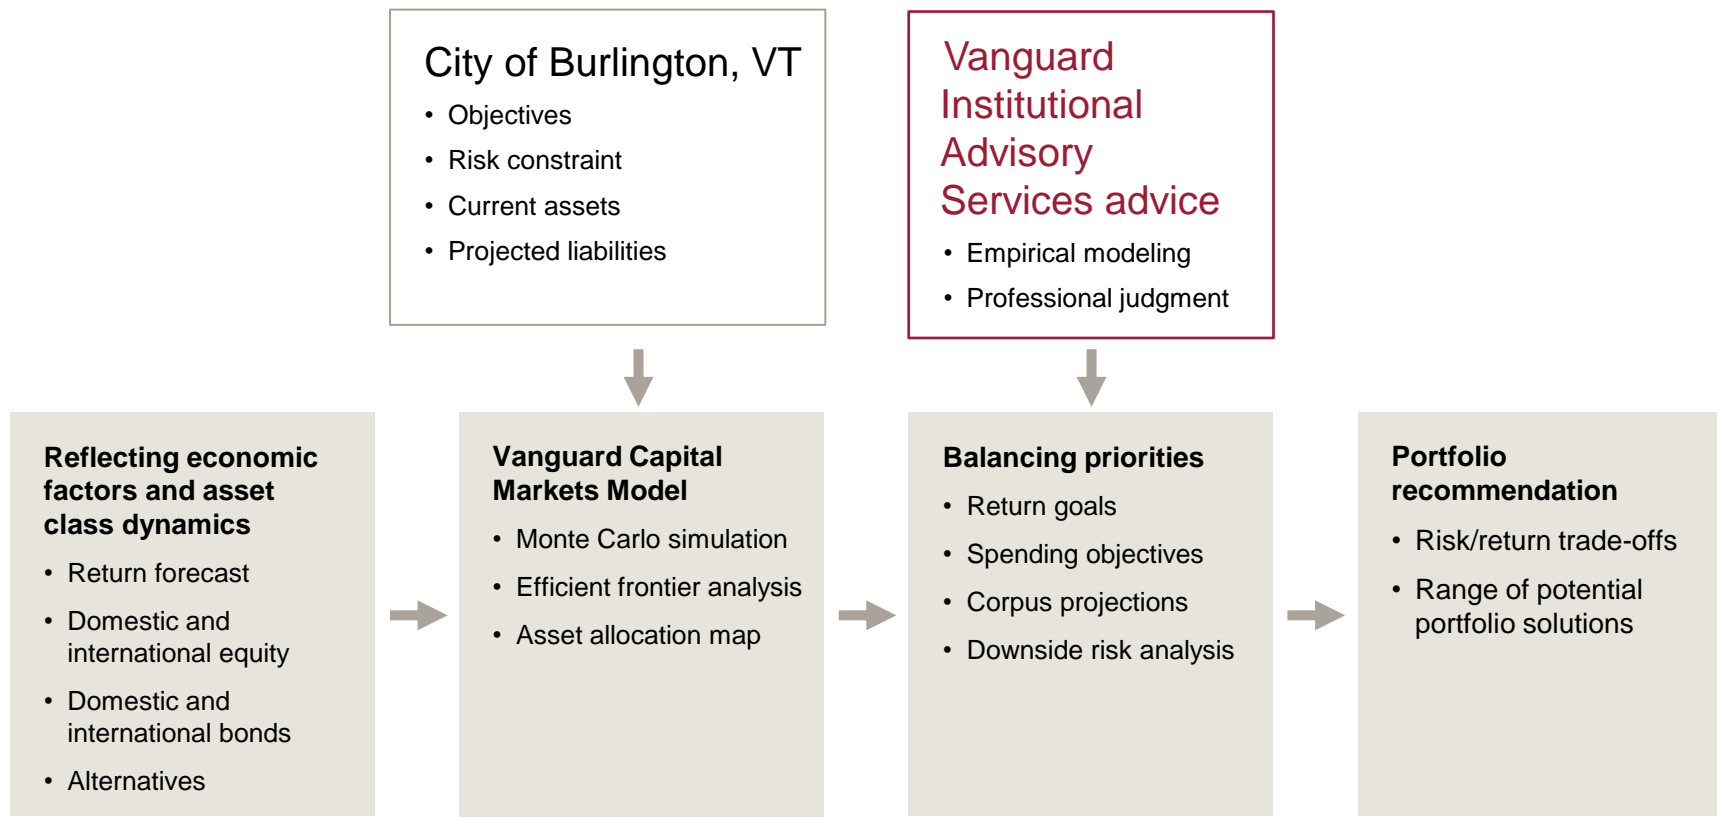 City of Burlington, VT
• Objectives
• Risk constraint
• Current assets
• Projected liabilities
Vanguard
Institutional
Advisory
Services advice
• Empirical modeling
• Professional judgment
Reflecting economic
factors and asset
class dynamics
• Return forecast
• Domestic and
international equity
• Domestic and
international bonds
• Alternatives
Vanguard Capital
Markets Model
• Monte Carlo simulation
• Efficient frontier analysis
• Asset allocation map
Balancing priorities
• Return goals
• Spending objectives
• Corpus projections
• Downside risk analysis
Portfolio
recommendation
• Risk/return trade-offs
• Range of potential
portfolio solutions